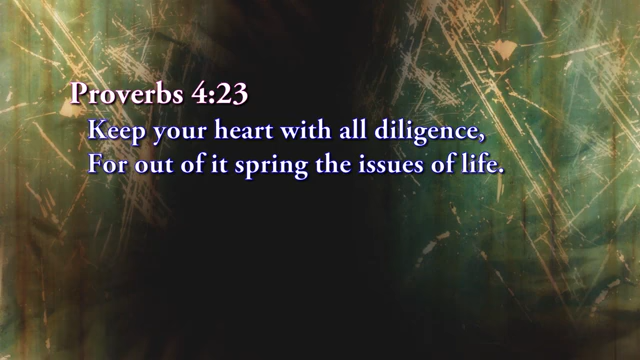 Proverbs 4:23
Keep your heart with all diligence,
For out of it spring the issues of life.